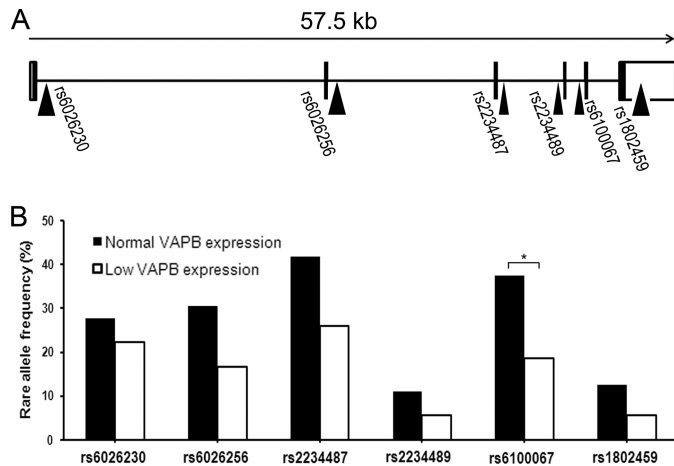 A
57.5 kb
rs6026230
rs6026256
rs2234487
rs2234489
rs6100067
rs1802459
B
Rare allele frequency (%)
50
40
30
20
10
0
Normal VAPB expression
Low VAPB expression
*
rs6026230 rs6026256 rs2234487 rs2234489 rs6100067 rs1802459